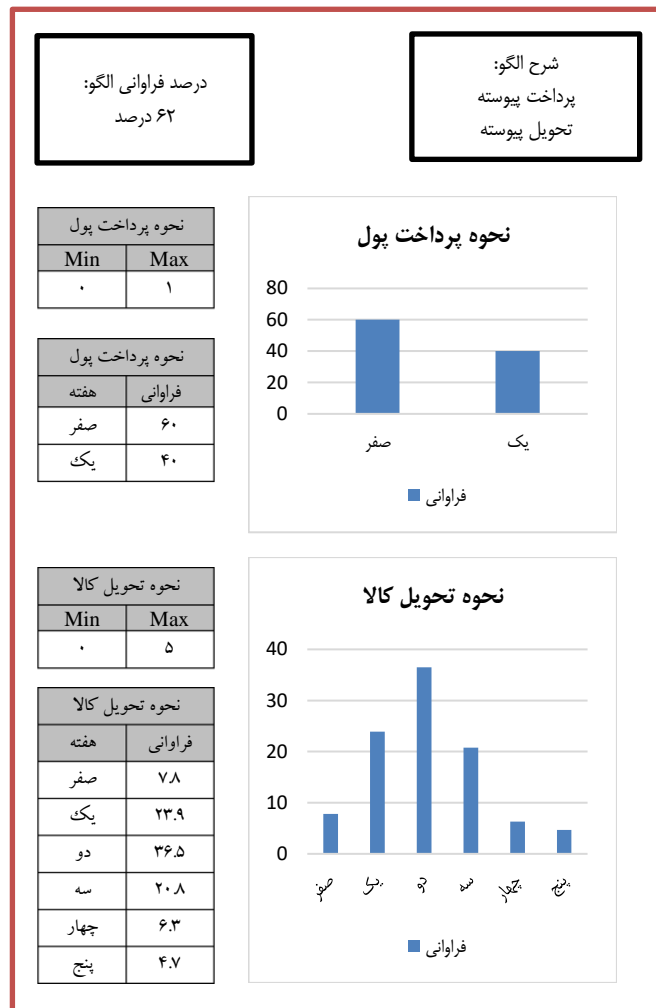 شرح الگو:
پرداخت پیوسته
تحویل پیوسته
درصد فراوانی الگو:
۶۲ درصد
نحوه پرداخت پول
80
60
40
20
0
صفر یک
فراوانی
نحوه پرداخت پول
Min Max
۰ ۱
نحوه پرداخت پول
هفته فراوانی
صفر ۶۰
یک ۴۰
نحوه تحویل کالا
40
30
20
10
0
صفر یک دو سه چهار پنج
فراوانی
نحوه تحویل کالا
Min Max
۰ ۵
نحوه تحویل کالا
هفته فراوانی
صفر ۷.۸
یک ۲۳.۹
دو ۳۶.۵
سه ۲۰.۸
چهار ۶.۳
پنج ۴.۷